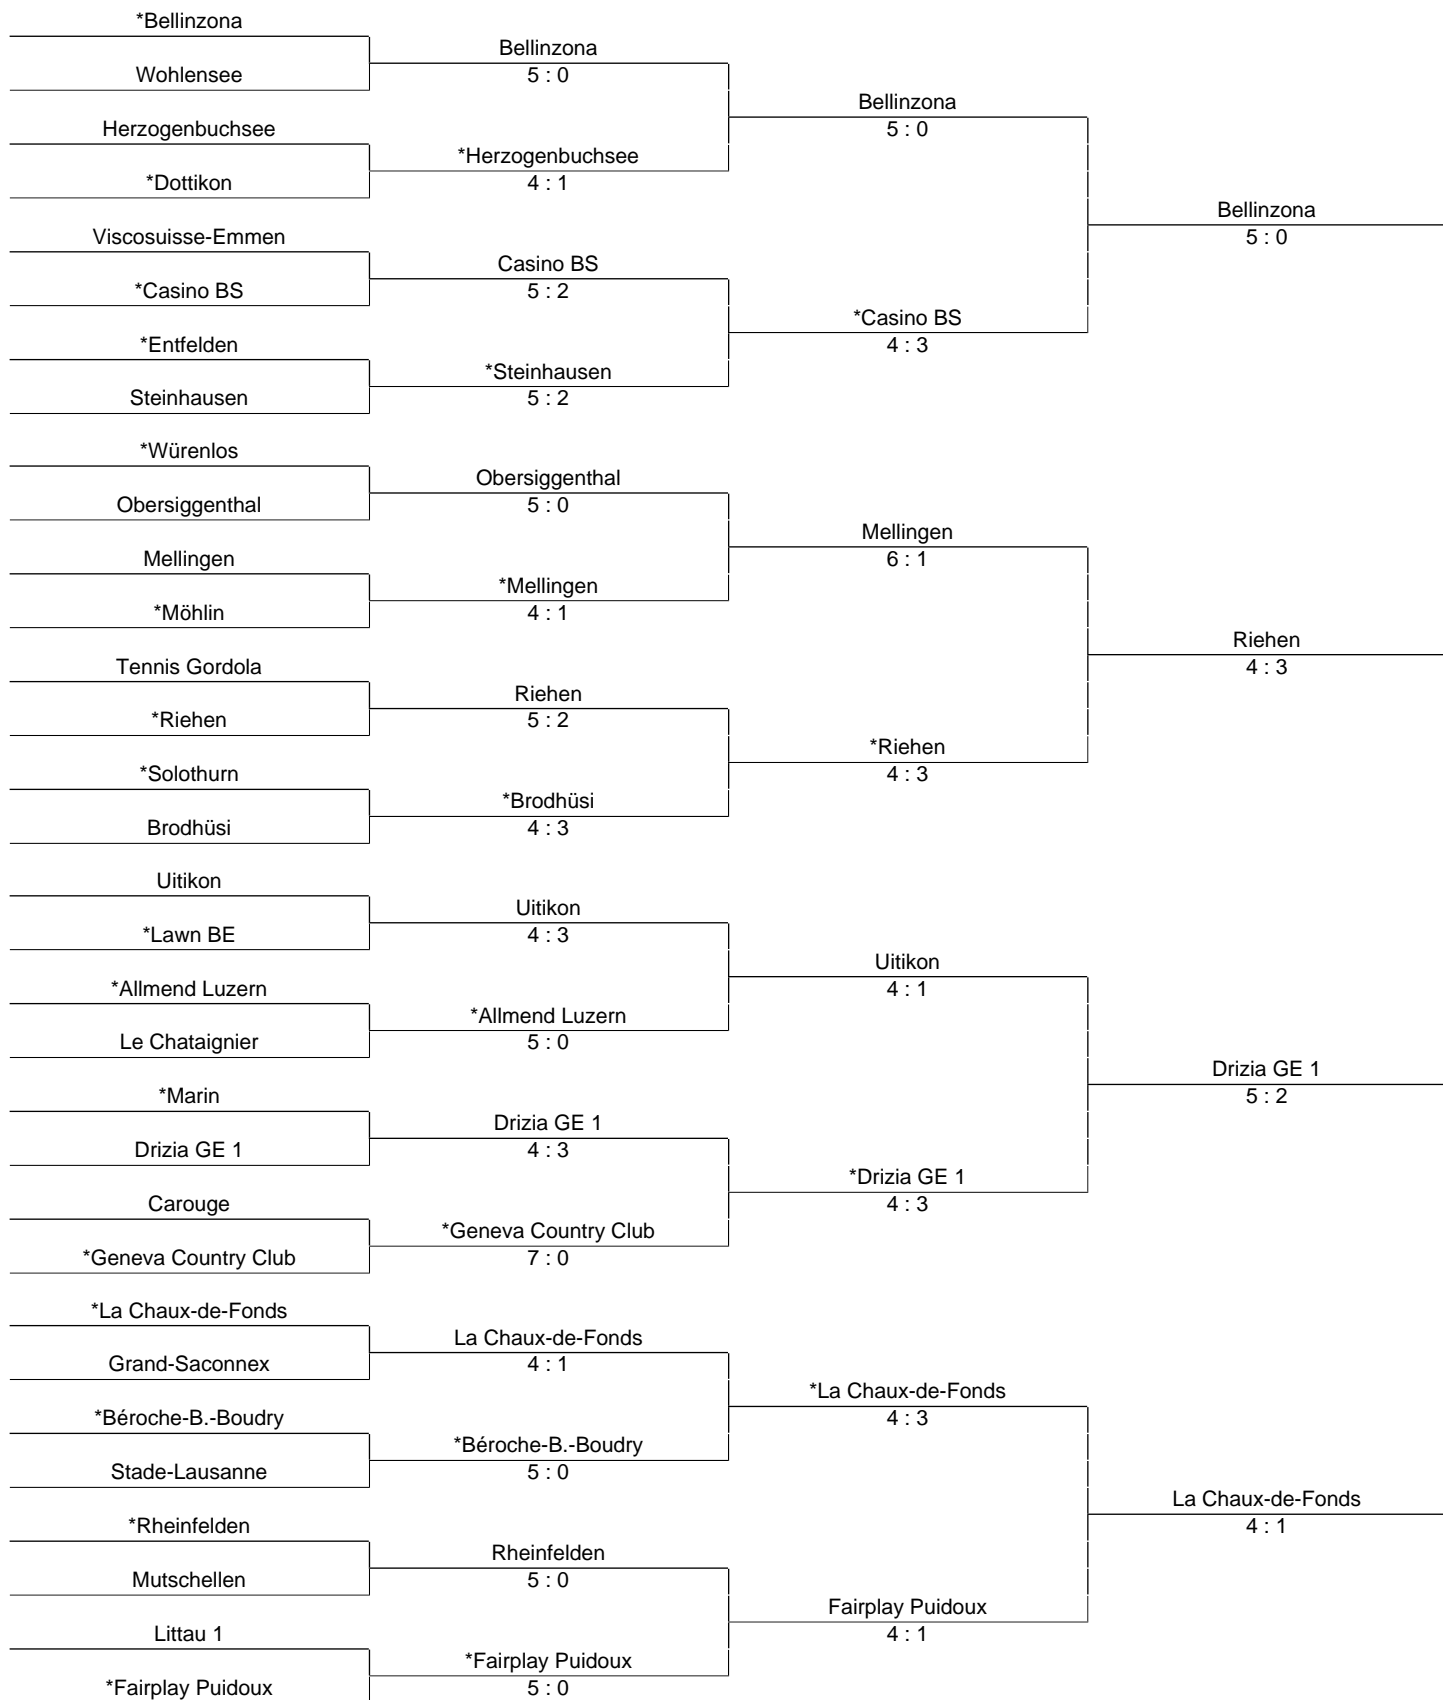 *Bellinzona
Wohlensee
Herzogenbuchsee
*Dottikon
Viscosuisse-Emmen
*Casino BS
*Entfelden
Steinhausen
*Würenlos
Obersiggenthal
Mellingen
*Möhlin
Tennis Gordola
*Riehen
*Solothurn
Brodhüsi
Uitikon
*Lawn BE
*Allmend Luzern
Le Chataignier
*Marin
Drizia GE 1
Carouge
*Geneva Country Club
*La Chaux-de-Fonds
Grand-Saconnex
*Béroche-B.-Boudry
Stade-Lausanne
*Rheinfelden
Mutschellen
Littau 1
*Fairplay Puidoux
Bellinzona
5 : 0
*Herzogenbuchsee
4 : 1
Casino BS
5 : 2
*Steinhausen
5 : 2
Obersiggenthal
5 : 0
*Mellingen
4 : 1
Riehen
5 : 2
*Brodhüsi
4 : 3
Uitikon
4 : 3
*Allmend Luzern
5 : 0
Drizia GE 1
4 : 3
*Geneva Country Club
7 : 0
La Chaux-de-Fonds
4 : 1
*Béroche-B.-Boudry
5 : 0
Rheinfelden
5 : 0
*Fairplay Puidoux
5 : 0
Bellinzona
5 : 0
*Casino BS
4 : 3
Mellingen
6 : 1
*Riehen
4 : 3
Uitikon
4 : 1
*Drizia GE 1
4 : 3
*La Chaux-de-Fonds
4 : 3
Fairplay Puidoux
4 : 1
Bellinzona
5 : 0
Riehen
4 : 3
Drizia GE 1
5 : 2
La Chaux-de-Fonds
4 : 1